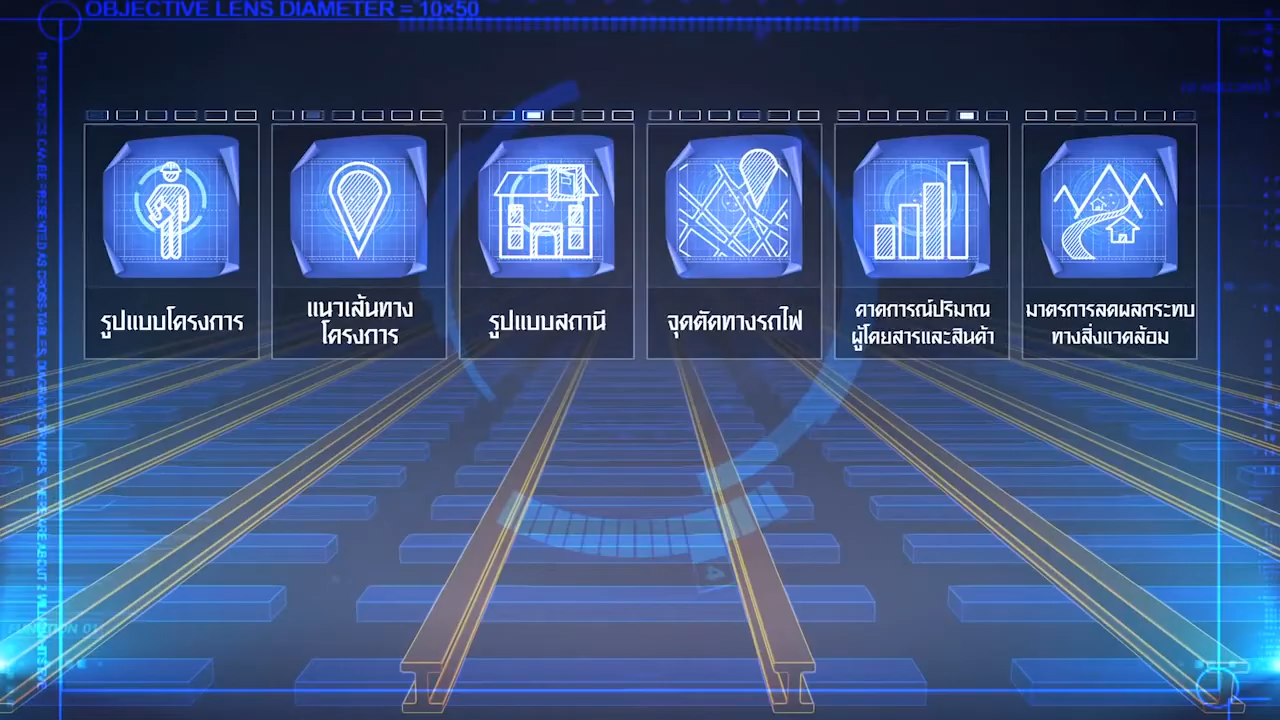 OBJECTIVE LENS DIAMETER = 10×50
รูปแบบโครงการ
แนวเส้นทาง
โครงการ
รูปแบบสถานี
จุดตัดทางรถไฟ
คาดการณ์ปริมาณ
ผู้โดยสารและสินค้า
มาตรการลดผลกระทบ
ทางสิ่งแวดล้อม
FUNCTION 01